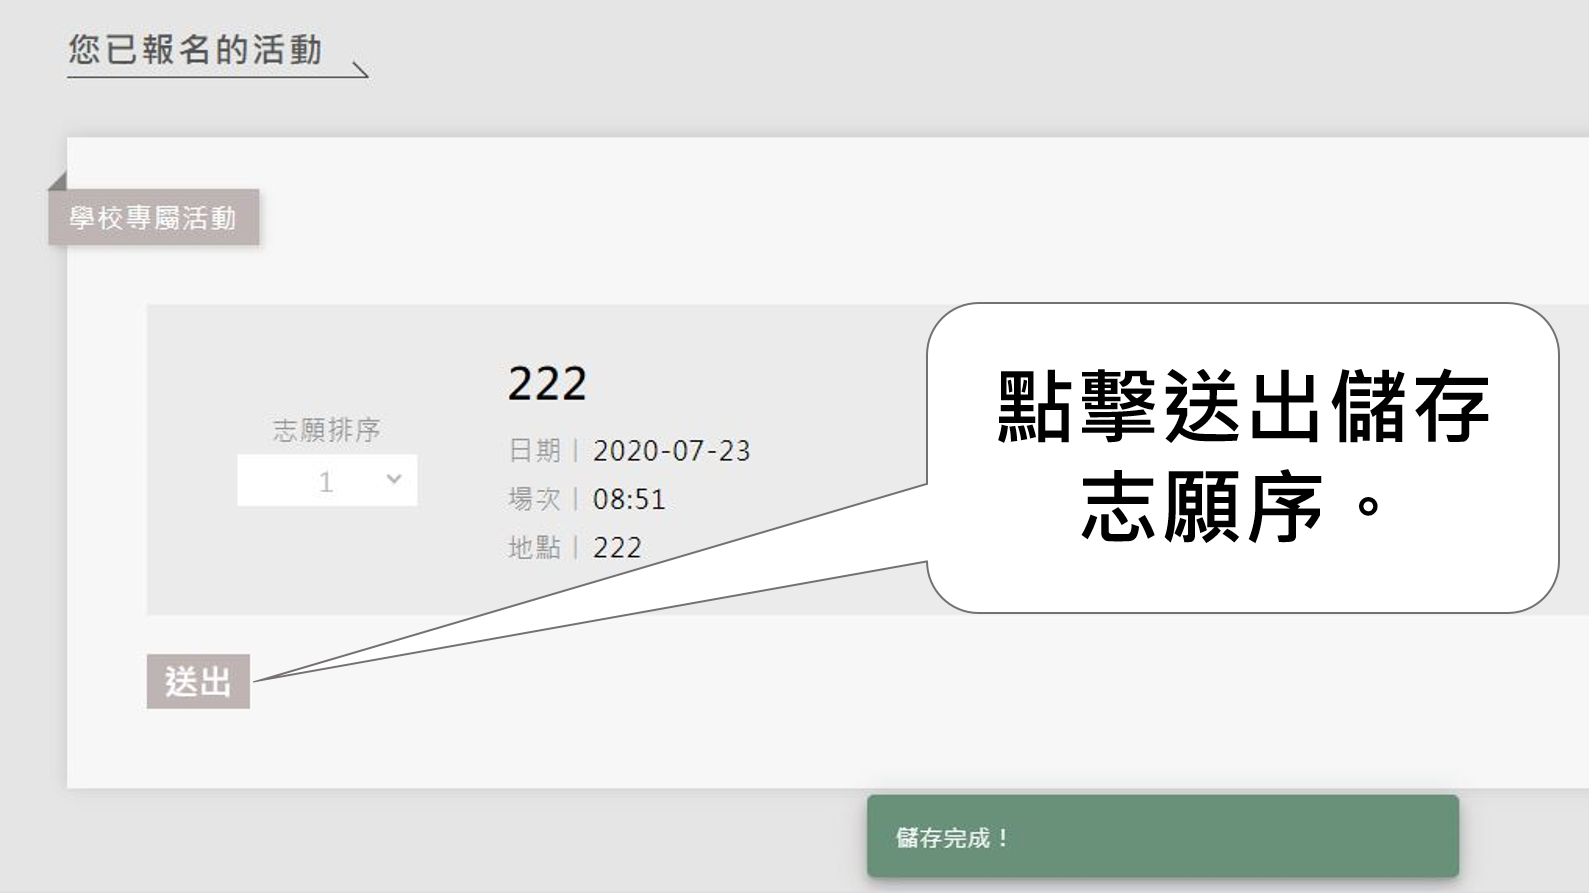 您已報名的活動
學校專屬活動
222
志願排序
1
日期｜2020-07-23
場次｜08:51
地點｜222
點擊送出儲存
志願序。
送出
儲存完成！